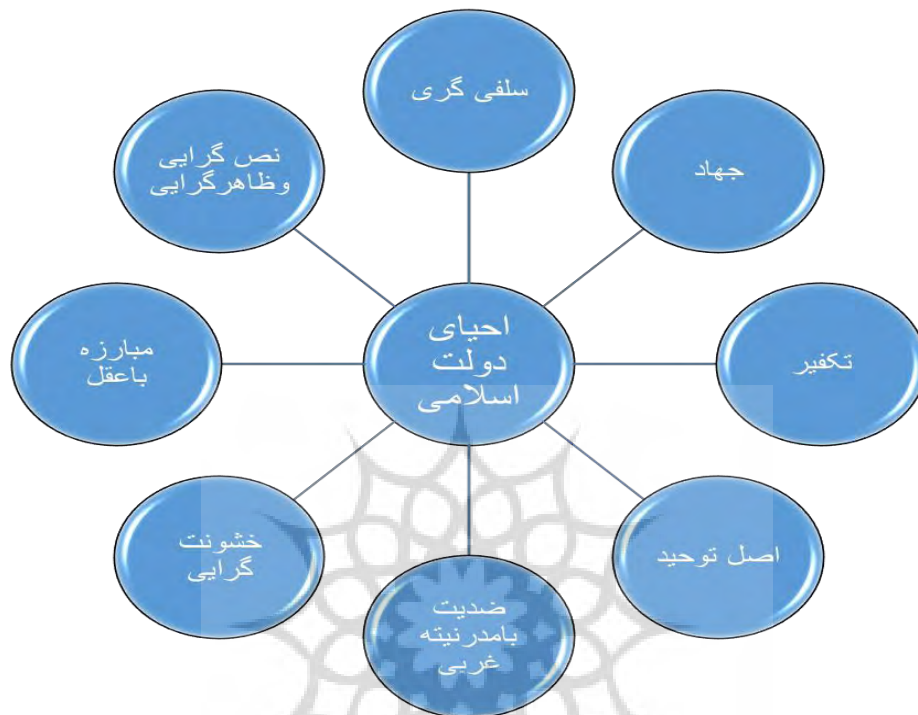 سلفی گری
جهاد
نص گرایی
وظاهرگرایی
احیای
دولت
اسلامی
تکفیر
مبارزه
باعقل
اصل توحید
خشونت
گرایی
ضدیت
بامدرنیته
غربی